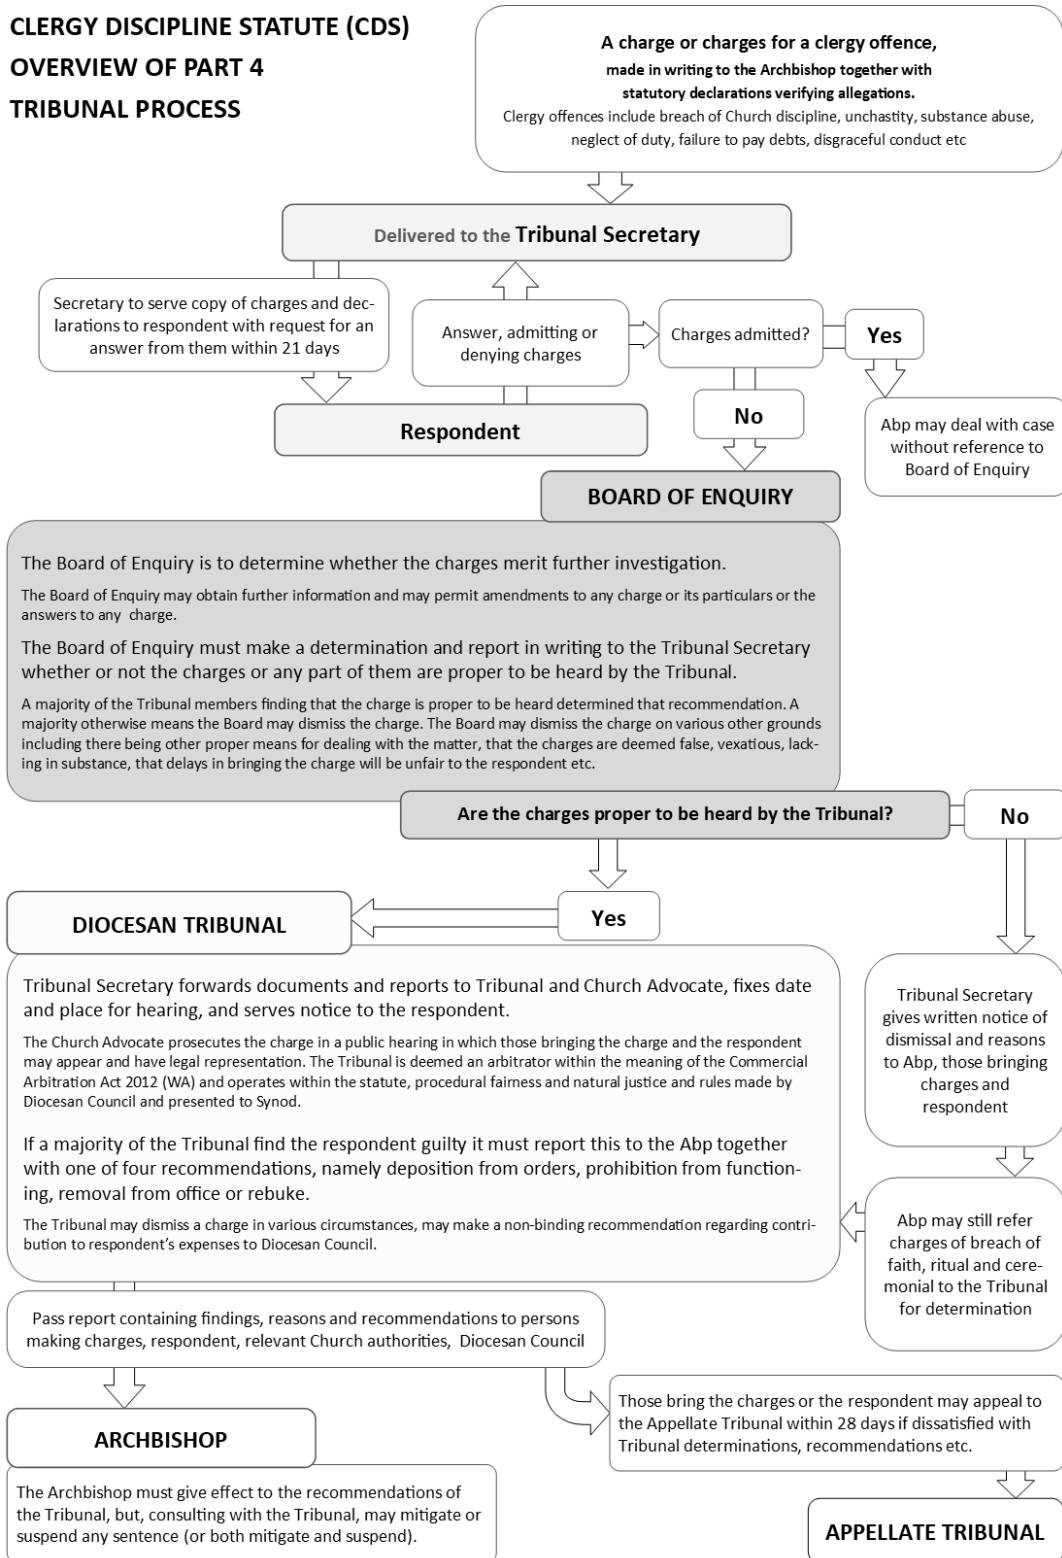 CLERGY DISCIPLINE STATUTE (CDS)
OVERVIEW OF PART 4
TRIBUNAL PROCESS
A charge or charges for a clergy offence,
made in writing to the Archbishop together with
statutory declarations verifying allegations.
Clergy offences include breach of Church discipline, unchastity, substance abuse,
neglect of duty, failure to pay debts, disgraceful conduct etc
Delivered to the Tribunal Secretary
Secretary to serve copy of charges and dec-
larations to respondent with request for an
answer from them within 21 days
Answer, admitting or
denying charges
Charges admitted?
Yes
Respondent
No
Abp may deal with case
without reference to
Board of Enquiry
BOARD OF ENQUIRY
The Board of Enquiry is to determine whether the charges merit further investigation.
The Board of Enquiry may obtain further information and may permit amendments to any charge or its particulars or the
answers to any charge.
The Board of Enquiry must make a determination and report in writing to the Tribunal Secretary
whether or not the charges or any part of them are proper to be heard by the Tribunal.
A majority of the Tribunal members finding that the charge is proper to be heard determined that recommendation. A
majority otherwise means the Board may dismiss the charge. The Board may dismiss the charge on various other grounds
including there being other proper means for dealing with the matter, that the charges are deemed false, vexatious, lack-
ing in substance, that delays in bringing the charge will be unfair to the respondent etc.
Are the charges proper to be heard by the Tribunal?
No
Yes
DIOCESAN TRIBUNAL
Tribunal Secretary forwards documents and reports to Tribunal and Church Advocate, fixes date
and place for hearing, and serves notice to the respondent.
The Church Advocate prosecutes the charge in a public hearing in which those bringing the charge and the respondent
may appear and have legal representation. The Tribunal is deemed an arbitrator within the meaning of the Commercial
Arbitration Act 2012 (WA) and operates within the statute, procedural fairness and natural justice and rules made by
Diocesan Council and presented to Synod.
If a majority of the Tribunal find the respondent guilty it must report this to the Abp together
with one of four recommendations, namely deposition from orders, prohibition from function-
ing, removal from office or rebuke.
The Tribunal may dismiss a charge in various circumstances, may make a non-binding recommendation regarding contri-
bution to respondent's expenses to Diocesan Council.
Tribunal Secretary
gives written notice of
dismissal and reasons
to Abp, those bringing
charges and
respondent
Abp may still refer
charges of breach of
faith, ritual and cere-
monial to the Tribunal
for determination
Pass report containing findings, reasons and recommendations to persons
making charges, respondent, relevant Church authorities, Diocesan Council
Those bring the charges or the respondent may appeal to
the Appellate Tribunal within 28 days if dissatisfied with
Tribunal determinations, recommendations etc.
ARCHBISHOP
The Archbishop must give effect to the recommendations of
the Tribunal, but, consulting with the Tribunal, may mitigate or
suspend any sentence (or both mitigate and suspend).
APPELLATE TRIBUNAL